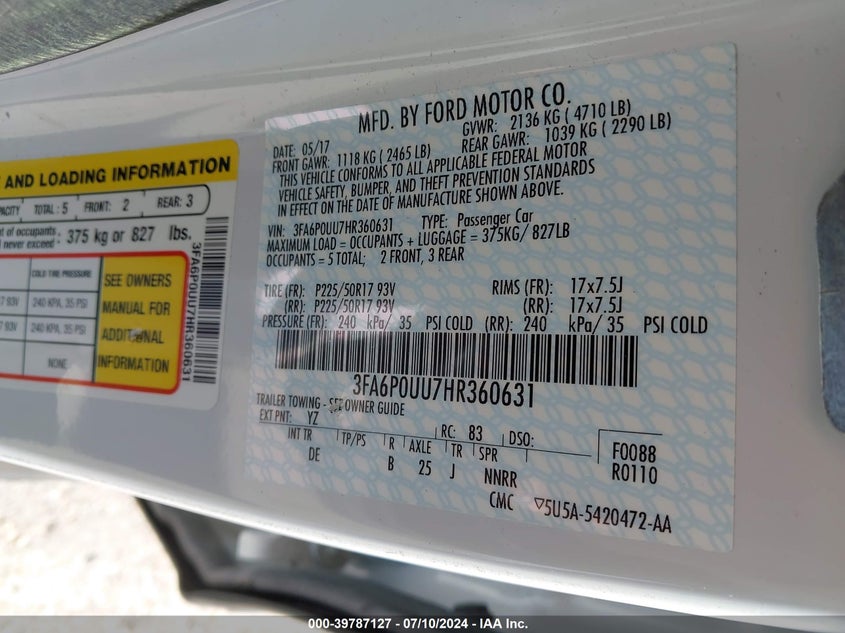 T AND LOADING INFORMATION
PACITY TOTAL: 5 FRONT: 2 REAR: 3
nt of occupants
never exceed: 375 kg or 827 lbs.
COLD TIRE PRESSURE
17 93V 240 KPA, 35 PSI
17 93V 240 KPA, 35 PSI
NONE
SEE OWNERS
MANUAL FOR
ADDITIONAL
INFORMATION
3FA6P0UU7HR360631
MFD. BY FORD MOTOR CO.
DATE: 05/17 GVWR: 2136 KG ( 4710 LB)
FRONT GAWR: 1118 KG ( 2465 LB) REAR GAWR: 1039 KG ( 2290 LB)
THIS VEHICLE CONFORMS TO ALL APPLICABLE FEDERAL MOTOR
VEHICLE SAFETY, BUMPER, AND THEFT PREVENTION STANDARDS
IN EFFECT ON THE DATE OF MANUFACTURE SHOWN ABOVE.
VIN: 3FA6P0UU7HR360631 TYPE: Passenger Car
MAXIMUM LOAD = OCCUPANTS + LUGGAGE = 375KG/ 827LB
OCCUPANTS = 5 TOTAL; 2 FRONT, 3 REAR
TIRE (FR): P225/50R17 93V RIMS (FR): 17x7.5J
(RR): P225/50R17 93V (RR): 17x7.5J
PRESSURE (FR): 240 kPa/ 35 PSI COLD (RR): 240 kPa/ 35 PSI COLD
3FA6P0UU7HR360631
TRAILER TOWING - SEE OWNER GUIDE
EXT PNT: YZ RC: 83 DSO: F0088
INT TR TP/PS R AXLE TR SPR R0110
DE B 25 J NNRR
CMC ▽5U5A-5420472-AA
000-39787127 - 07/10/2024 - IAAI.com